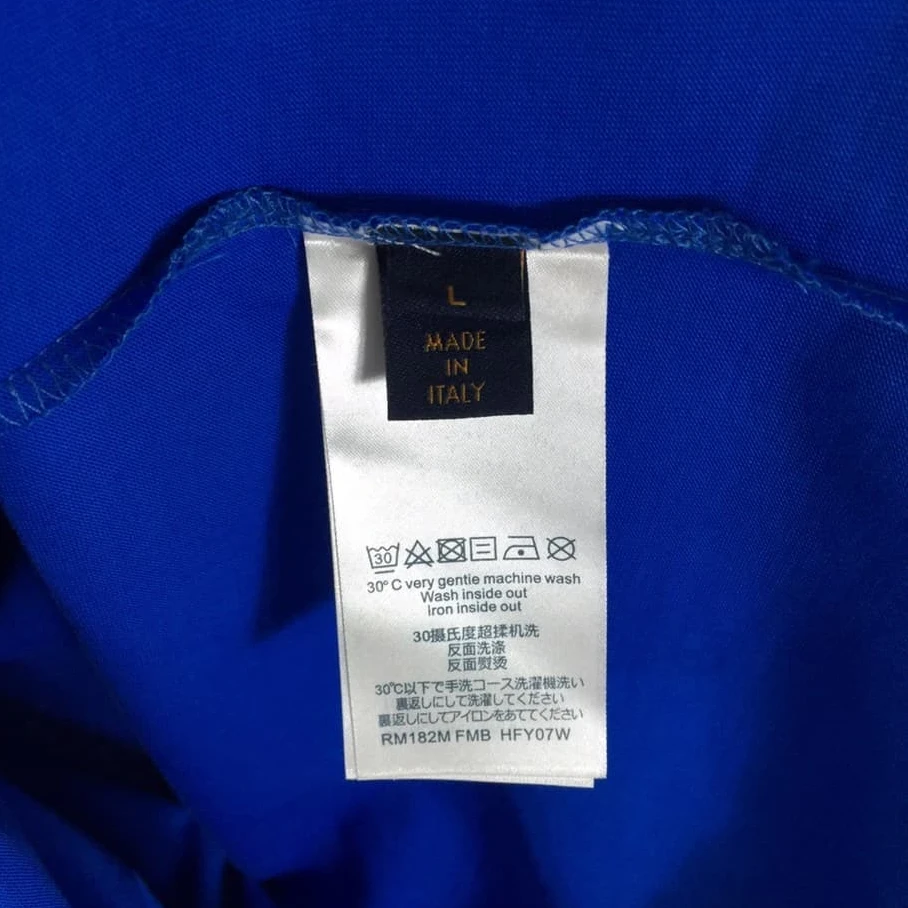 L
MADE
IN
ITALY
30
30°C very gentie machine wash
Wash inside out
Iron inside out
30摄氏度超揉机洗
反面洗涤
反面熨烫
30℃以下で手洗コース洗濯機洗い
裏返しにして洗濯してください
裏返しにしてアイロンをあててください
RM182M FMB HFY07W